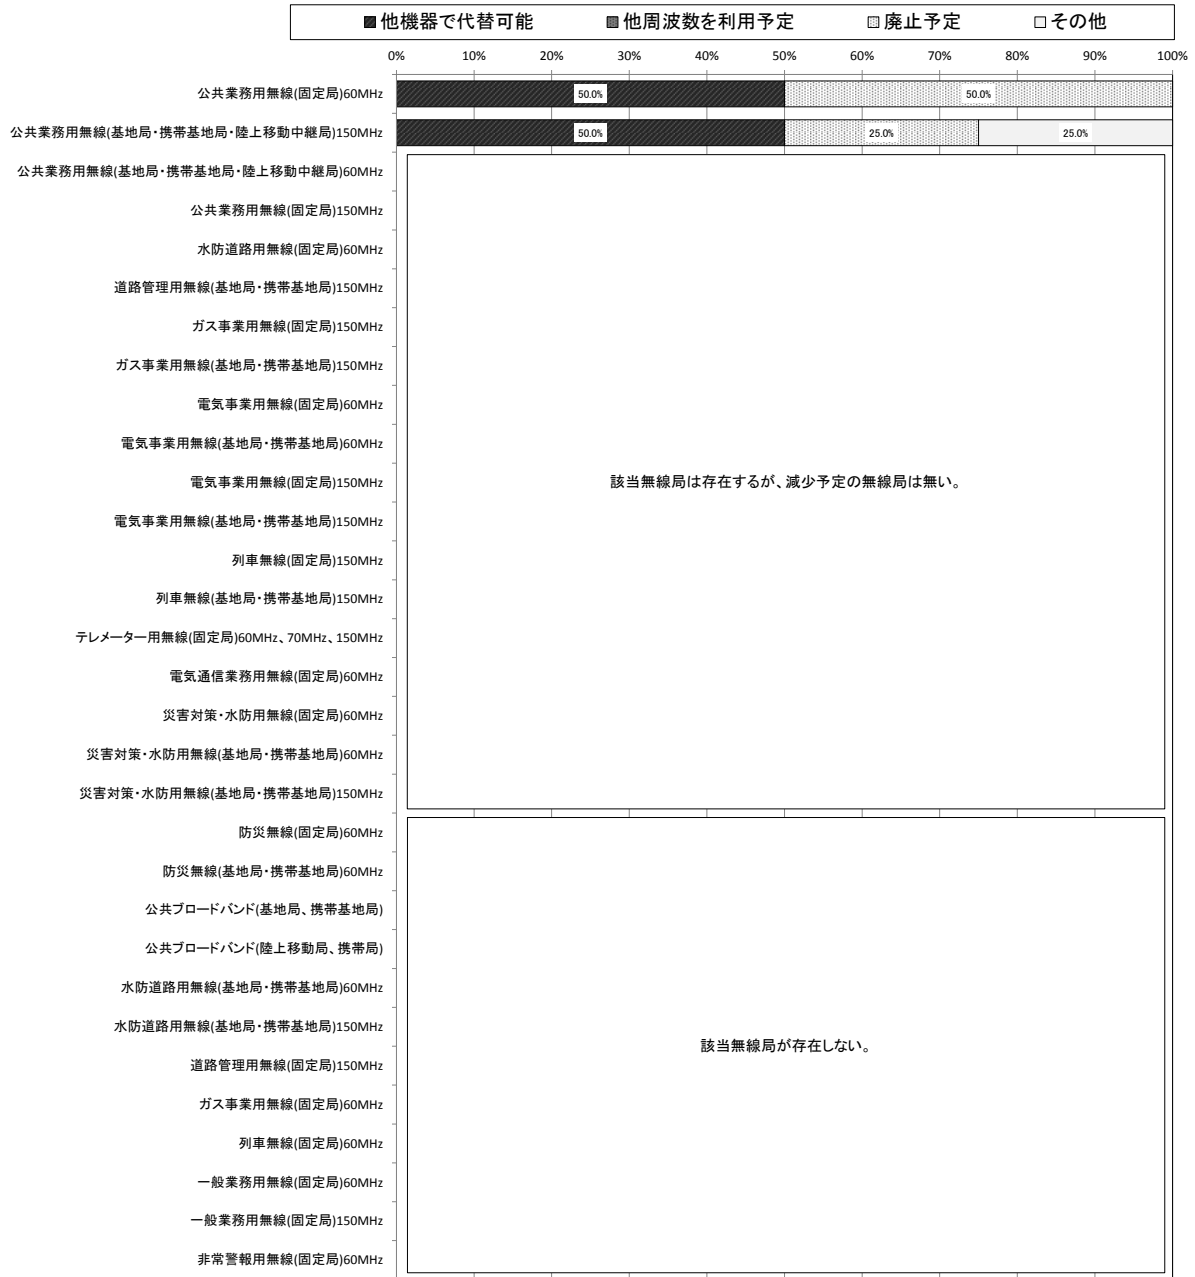 他機器で代替可能 他周波数を利用予定 廃止予定 その他
0% 10% 20% 30% 40% 50% 60% 70% 80% 90% 100%
公共業務用無線(固定局)60MHz 50.0% 50.0%
公共業務用無線(基地局・携帯基地局・陸上移動中継局)150MHz 50.0% 25.0% 25.0%
公共業務用無線(基地局・携帯基地局・陸上移動中継局)60MHz
公共業務用無線(固定局)150MHz
水防道路用無線(固定局)60MHz
道路管理用無線(基地局・携帯基地局)150MHz
ガス事業用無線(固定局)150MHz
ガス事業用無線(基地局・携帯基地局)150MHz
電気事業用無線(固定局)60MHz
電気事業用無線(基地局・携帯基地局)60MHz
電気事業用無線(固定局)150MHz 該当無線局は存在するが、減少予定の無線局は無い。
電気事業用無線(基地局・携帯基地局)150MHz
列車無線(固定局)150MHz
列車無線(基地局・携帯基地局)150MHz
テレメーター用無線(固定局)60MHz、70MHz、150MHz
電気通信業務用無線(固定局)60MHz
災害対策・水防用無線(固定局)60MHz
災害対策・水防用無線(基地局・携帯基地局)60MHz
災害対策・水防用無線(基地局・携帯基地局)150MHz
防災無線(固定局)60MHz
防災無線(基地局・携帯基地局)60MHz
公共ブロードバンド(基地局、携帯基地局)
公共ブロードバンド(陸上移動局、携帯局)
水防道路用無線(基地局・携帯基地局)60MHz
水防道路用無線(基地局・携帯基地局)150MHz
該当無線局が存在しない。
道路管理用無線(固定局)150MHz
ガス事業用無線(固定局)60MHz
列車無線(固定局)60MHz
一般業務用無線(固定局)60MHz
一般業務用無線(固定局)150MHz
非常警報用無線(固定局)60MHz